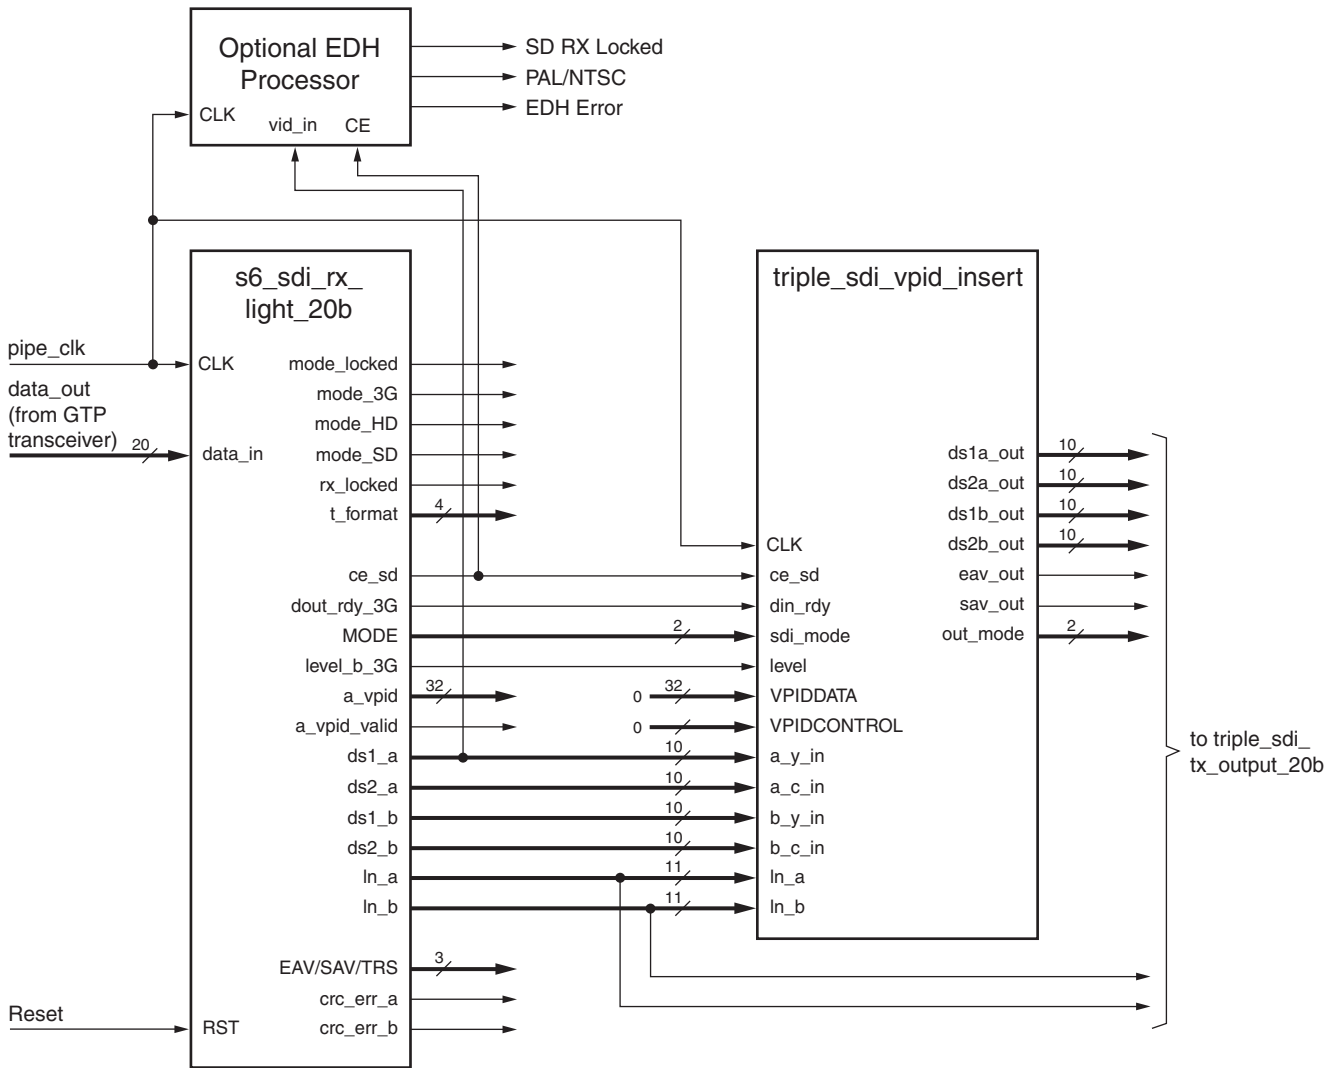 Optional EDH
Processor
CLK
vid_in
CE
SD RX Locked
PAL/NTSC
EDH Error
s6_sdi_rx_
light_20b
pipe_clk
CLK
data_out
(from GTP
transceiver)
20
data_in
Reset
RST
mode_locked
mode_3G
mode_HD
mode_SD
rx_locked
t_format
4
ce_sd
dout_rdy_3G
MODE
2
level_b_3G
a_vpid
32
a_vpid_valid
ds1_a
10
ds2_a
10
ds1_b
10
ds2_b
10
ln_a
11
ln_b
11
EAV/SAV/TRS
3
crc_err_a
crc_err_b
triple_sdi_vpid_insert
CLK
ce_sd
din_rdy
sdi_mode
level
0
32
VPIDDATA
0
VPIDCONTROL
a_y_in
a_c_in
b_y_in
b_c_in
ln_a
ln_b
ds1a_out
10
ds2a_out
10
ds1b_out
10
ds2b_out
10
eav_out
sav_out
out_mode
2
to triple_sdi_
tx_output_20b